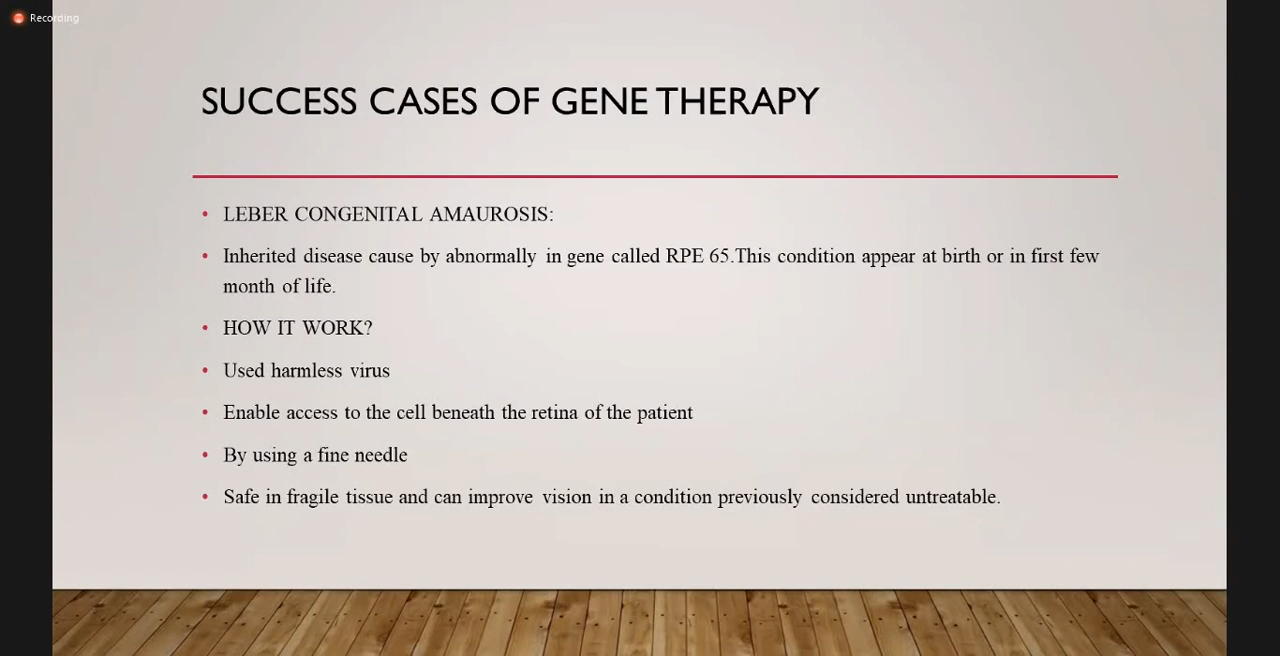 Recording
SUCCESS CASES OF GENE THERAPY
• LEBER CONGENITAL AMAUROSIS:
• Inherited disease cause by abnormally in gene called RPE 65.This condition appear at birth or in first few
month of life.
• HOW IT WORK?
• Used harmless virus
• Enable access to the cell beneath the retina of the patient
• By using a fine needle
• Safe in fragile tissue and can improve vision in a condition previously considered untreatable.